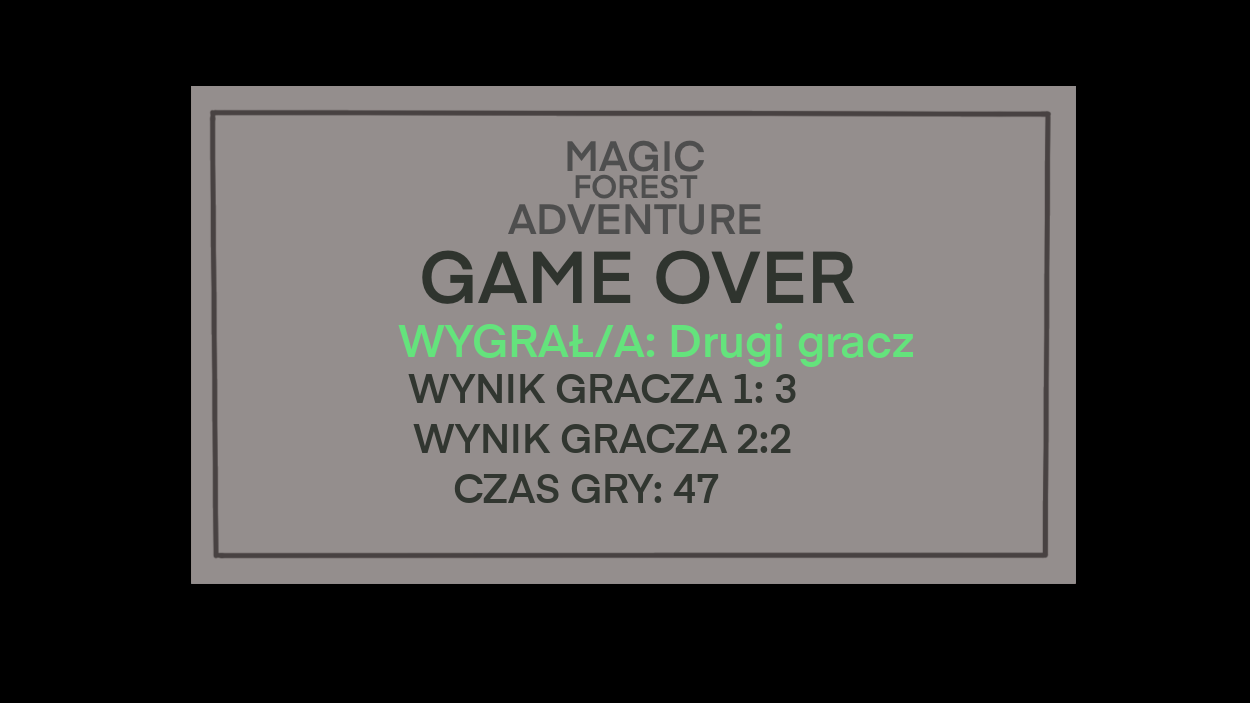 MAGIC
FOREST
ADVENTURE
GAME OVER
WYGRAŁ/A: Drugi gracz
WYNIK GRACZA 1: 3
WYNIK GRACZA 2:2
CZAS GRY: 47